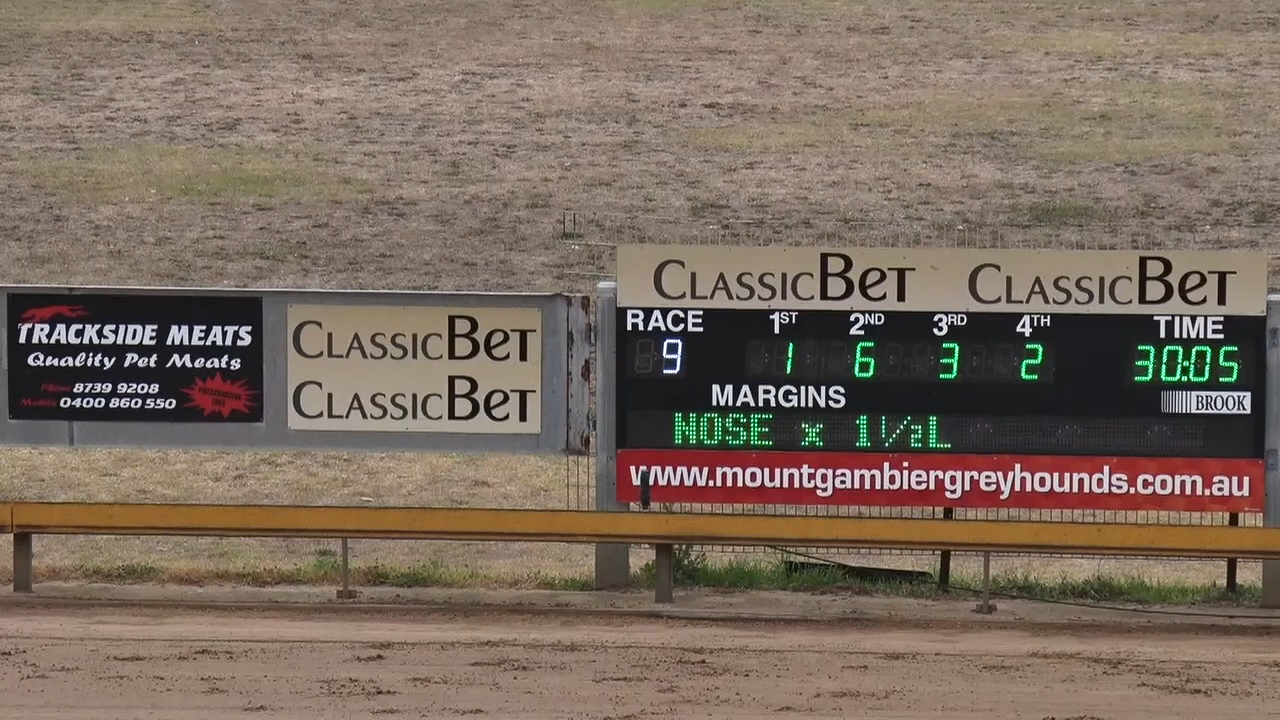 TRACKSIDE MEATS
Quality Pet Meats
Phone 8739 9208
Mobile 0400 860 550
PRESERVATIVE
FREE
CLASSICBET
CLASSICBET
CLASSICBET CLASSICBET
RACE 1ST 2ND 3RD 4TH TIME
9 1 6 3 2 30:05
MARGINS
BROOK
NOSE x 1½L
www.mountgambiergreyhounds.com.au